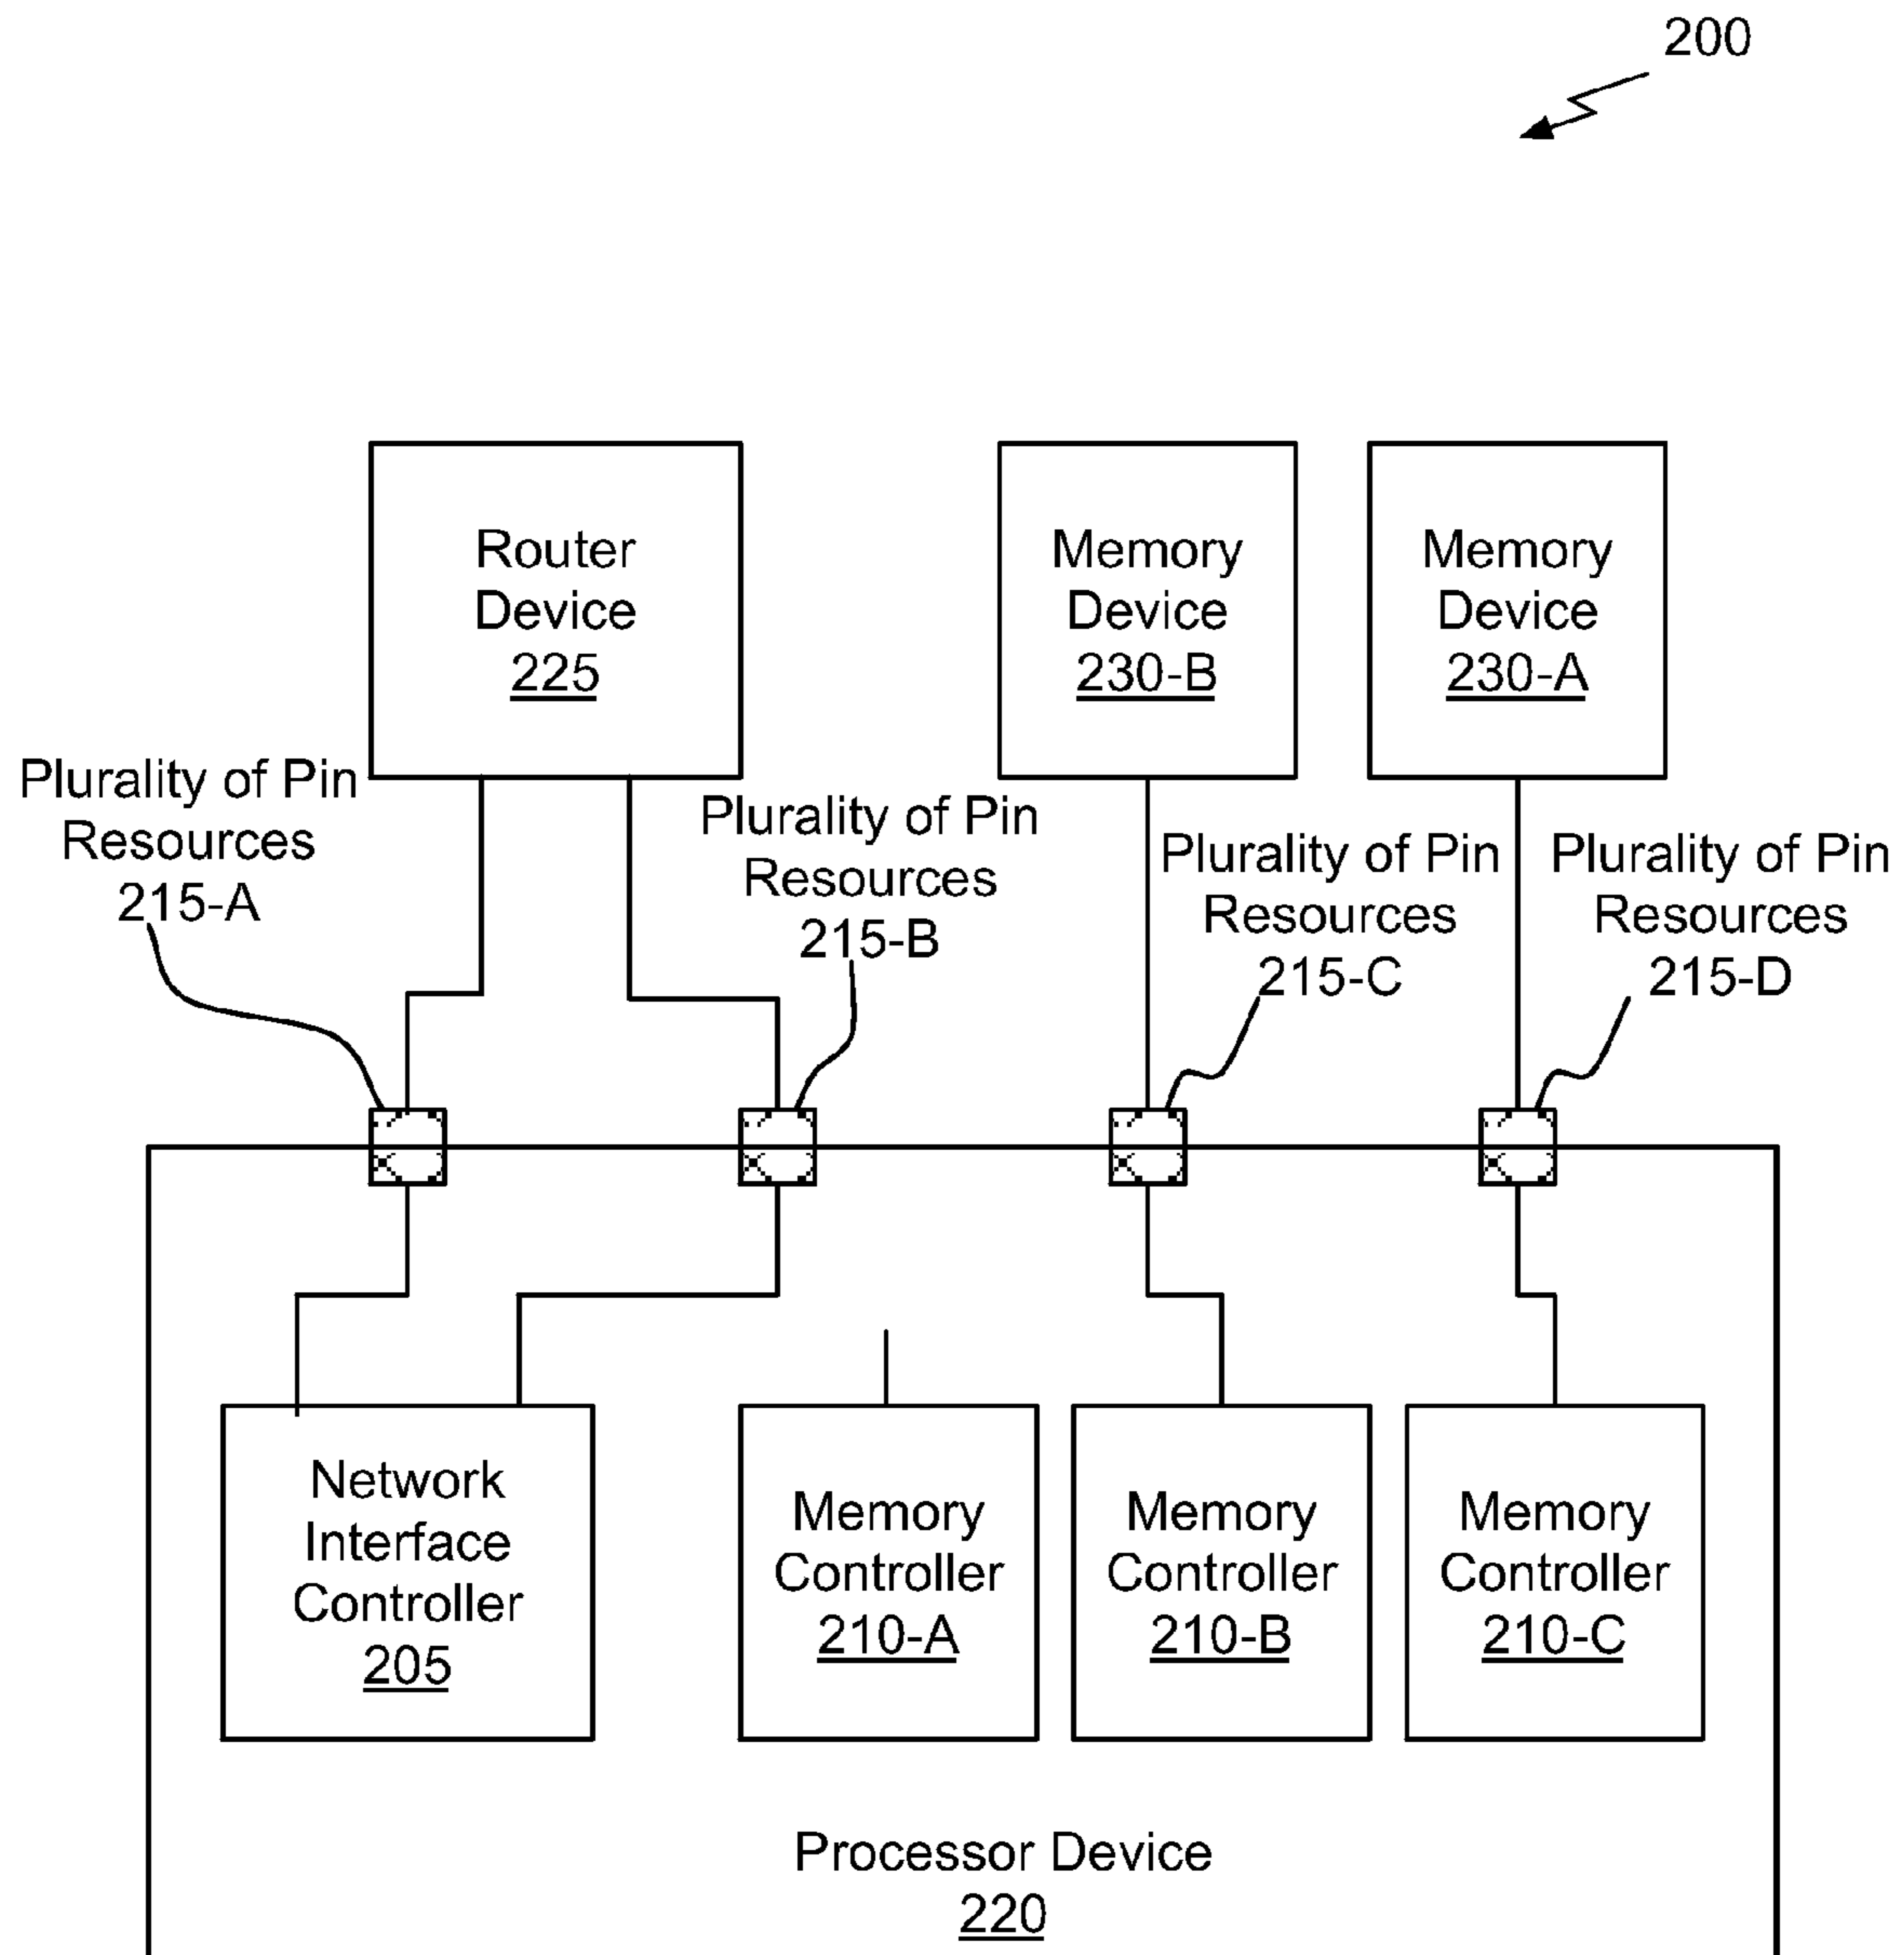 200
Router
Device
225
Memory
Device
230-B
Memory
Device
230-A
Plurality of Pin
Resources
215-A
Plurality of Pin
Resources
215-B
Plurality of Pin
Resources
215-C
Plurality of Pin
Resources
215-D
Network
Interface
Controller
205
Memory
Controller
210-A
Memory
Controller
210-B
Memory
Controller
210-C
Processor Device
220